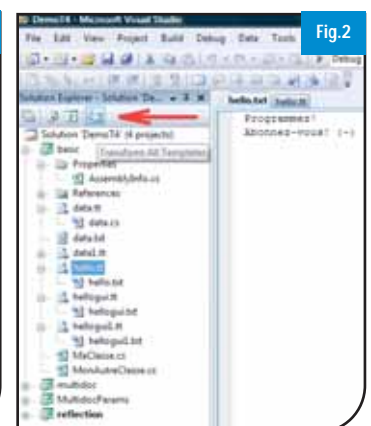 DemoT4 - Microsoft Visual Studio
Fig.2
File Edit View Project Build Debug Data Tools
Debug
Solution Explorer - Solution 'De...
hello.txt hello.tt
Programmez!
Abonnez-vous! :-)
Solution 'DemoT4' (4 projects)
basic
Transform All Templates
Properties
AssemblyInfo.cs
References
data.tt
data.cs
data.txt
data1.tt
hello.tt
hello.txt
hellogui.tt
hellogui.txt
hellogui1.tt
hellogui1.txt
MaClasse.cs
MonAutreClasse.cs
multidoc
MultidocParams
reflection